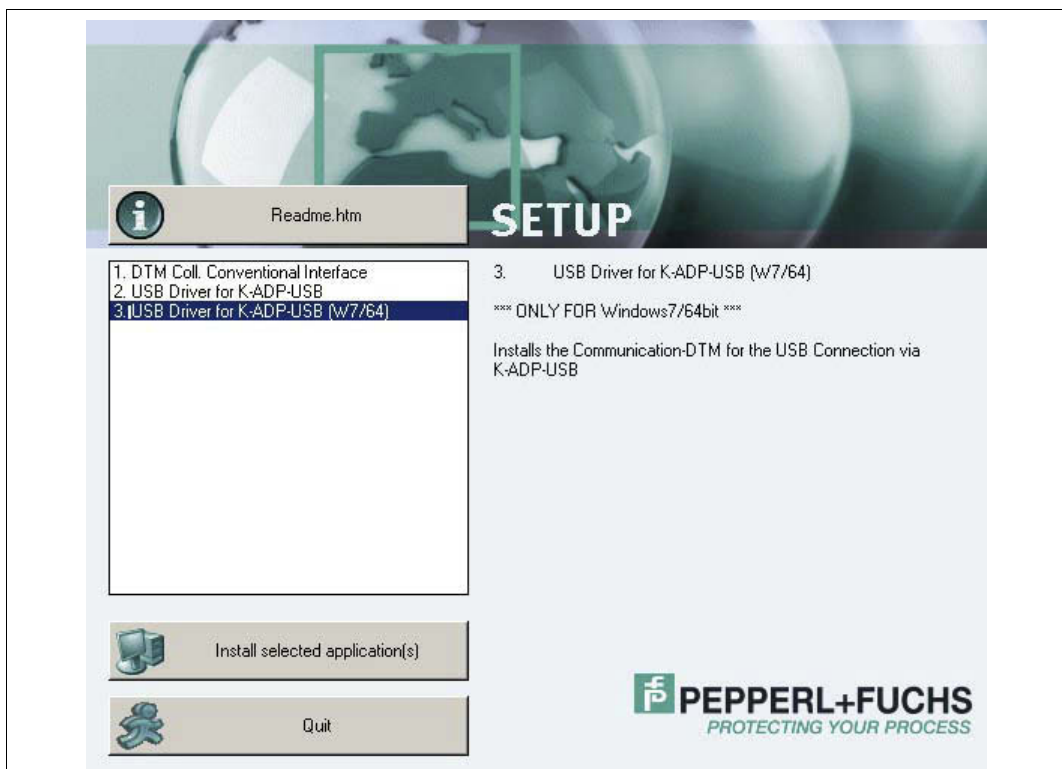 Readme.htm
SETUP
1. DTM Coll. Conventional Interface
2. USB Driver for K-ADP-USB
3. USB Driver for K-ADP-USB (W7/64)
3. USB Driver for K-ADP-USB (W7/64)
*** ONLY FOR Windows7/64bit ***
Installs the Communication-DTM for the USB Connection via
K-ADP-USB
Install selected application(s)
Quit
PEPPERL+FUCHS
PROTECTING YOUR PROCESS